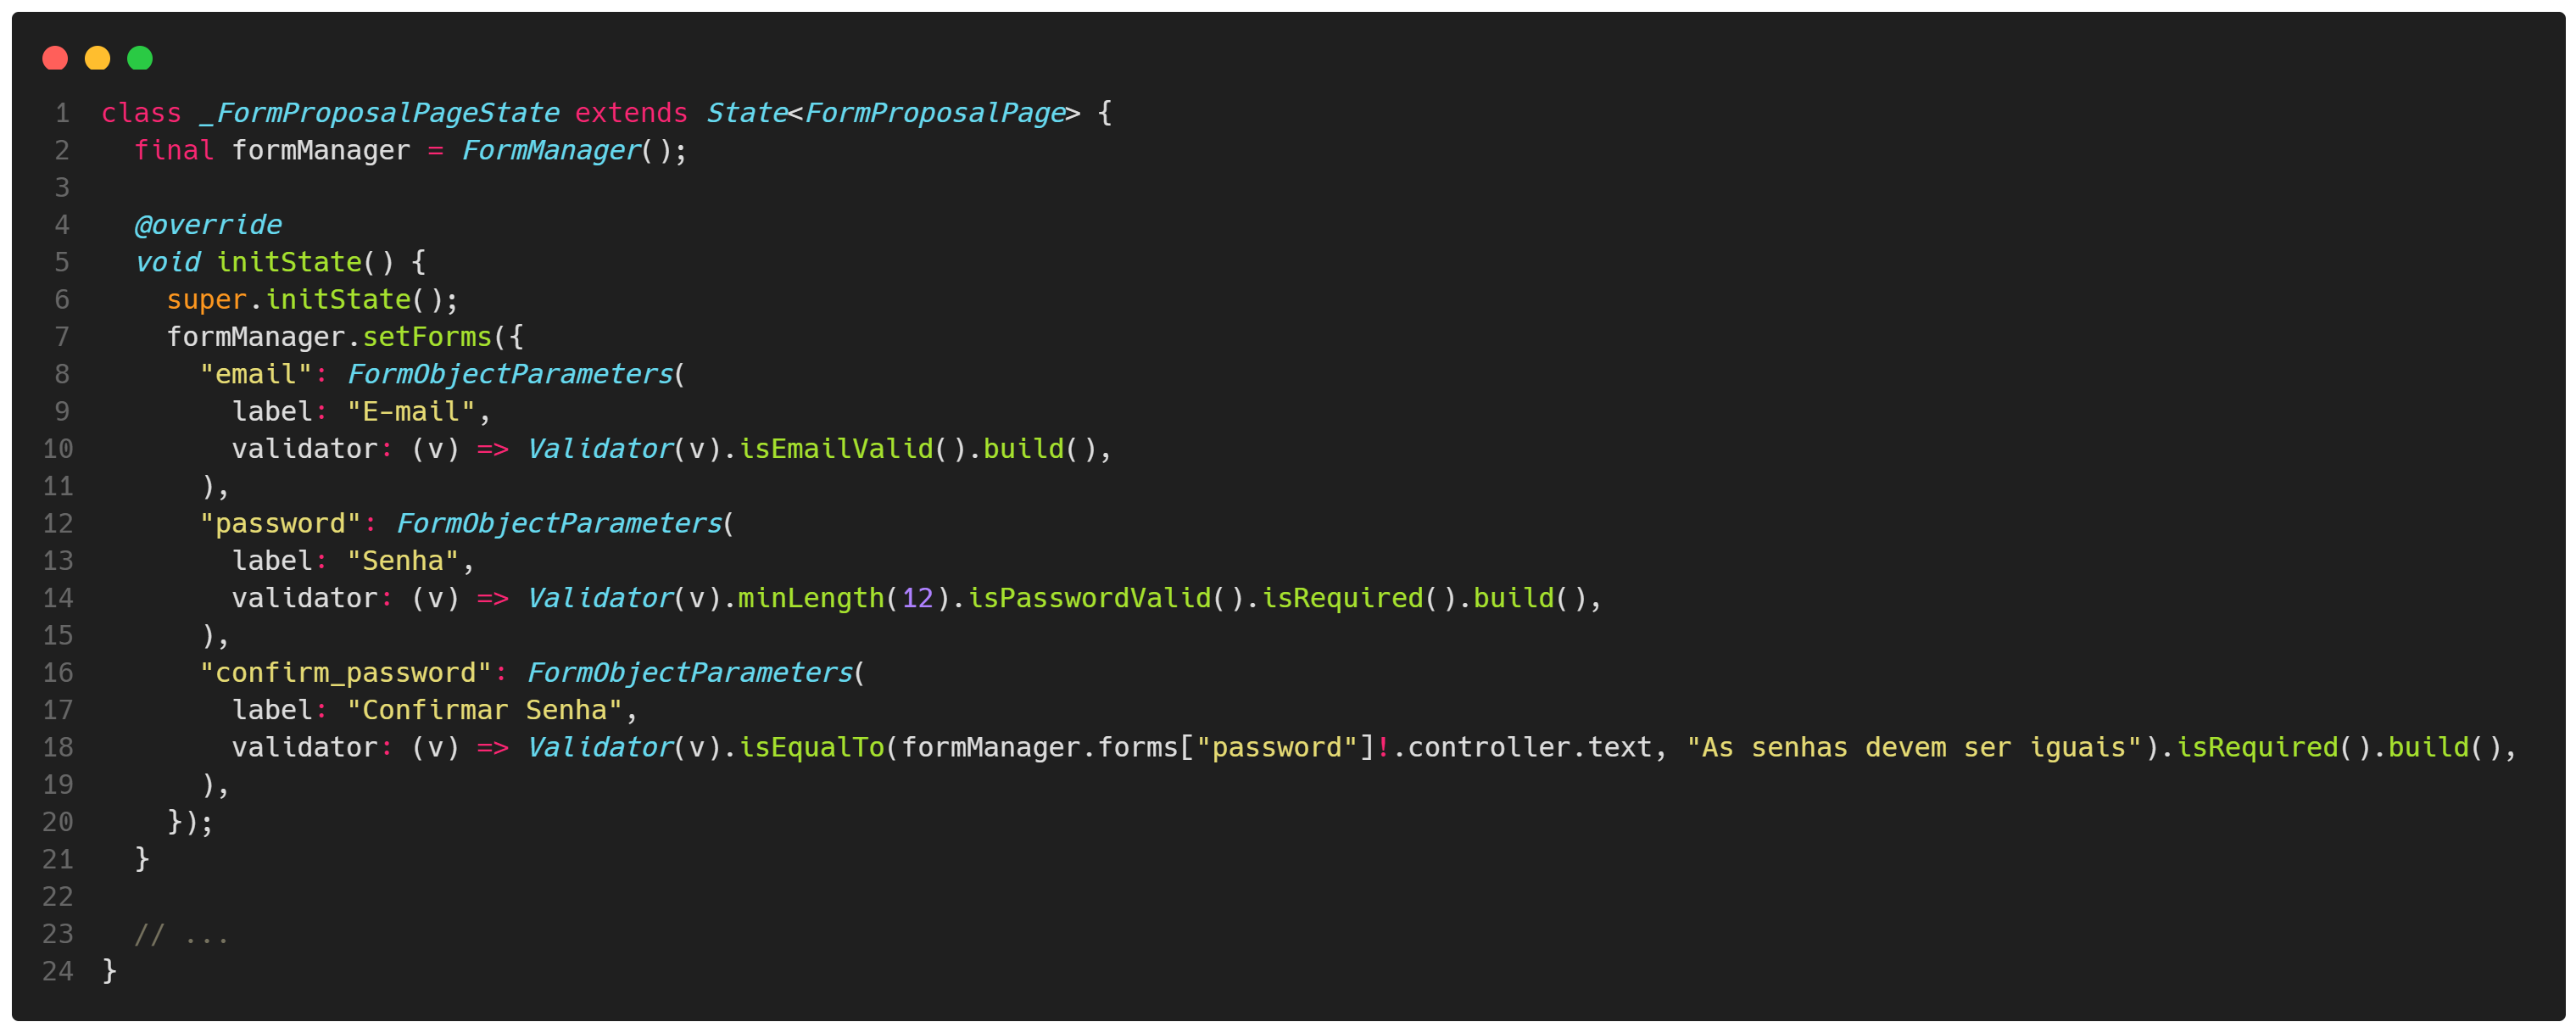 1 class _FormProposalPageState extends State<FormProposalPage> {
2   final formManager = FormManager();
3
4   @override
5   void initState() {
6     super.initState();
7     formManager.setForms({
8       "email": FormObjectParameters(
9         label: "E-mail",
10         validator: (v) => Validator(v).isEmailValid().build(),
11       ),
12       "password": FormObjectParameters(
13         label: "Senha",
14         validator: (v) => Validator(v).minLength(12).isPasswordValid().isRequired().build(),
15       ),
16       "confirm_password": FormObjectParameters(
17         label: "Confirmar Senha",
18         validator: (v) => Validator(v).isEqualTo(formManager.forms["password"]!.controller.text, "As senhas devem ser iguais").isRequired().build(),
19       ),
20     });
21   }
22
23   // ...
24 }